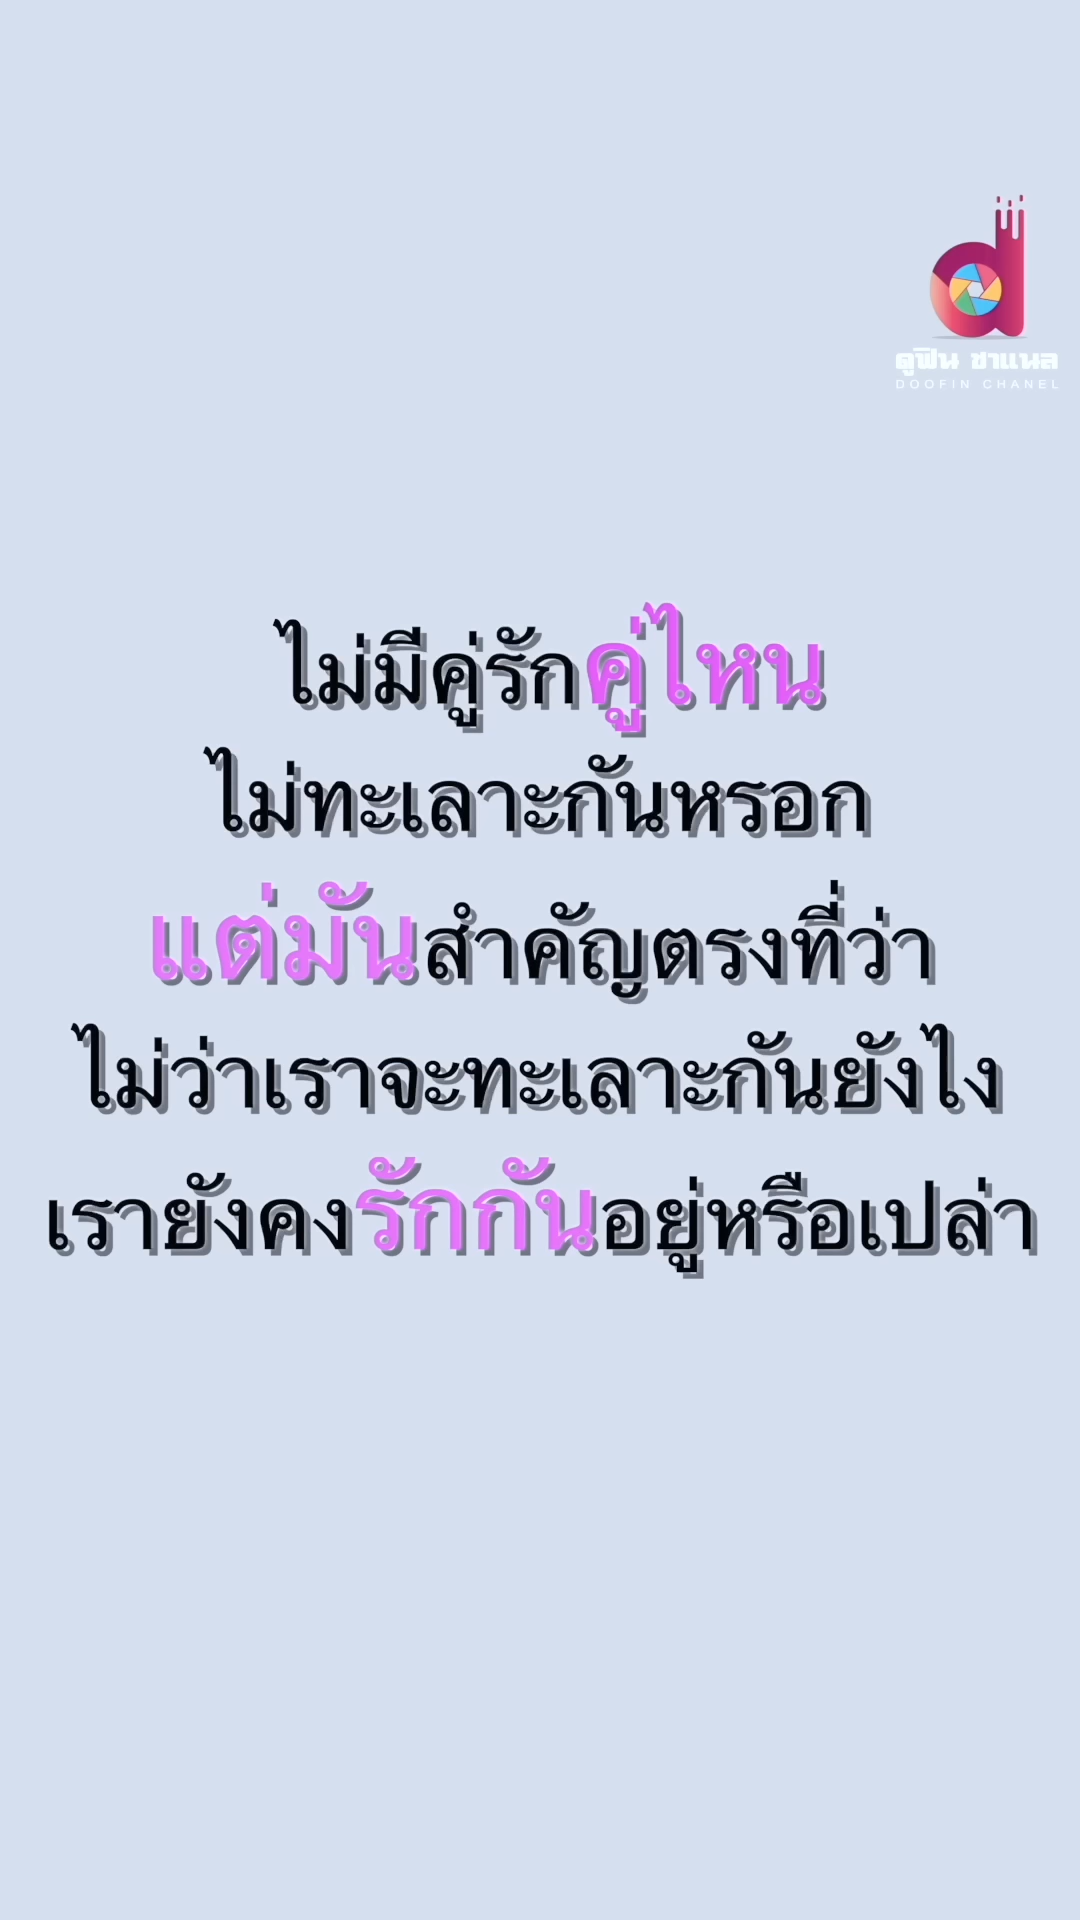 ดูฟิน ชาแนล
DOOFIN CHANEL
ไม่มีคู่รักคู่ไหน
ไม่ทะเลาะกันหรอก
แต่มันสำคัญตรงที่ว่า
ไม่ว่าเราจะทะเลาะกันยังไง
เรายังคงรักกันอยู่หรือเปล่า